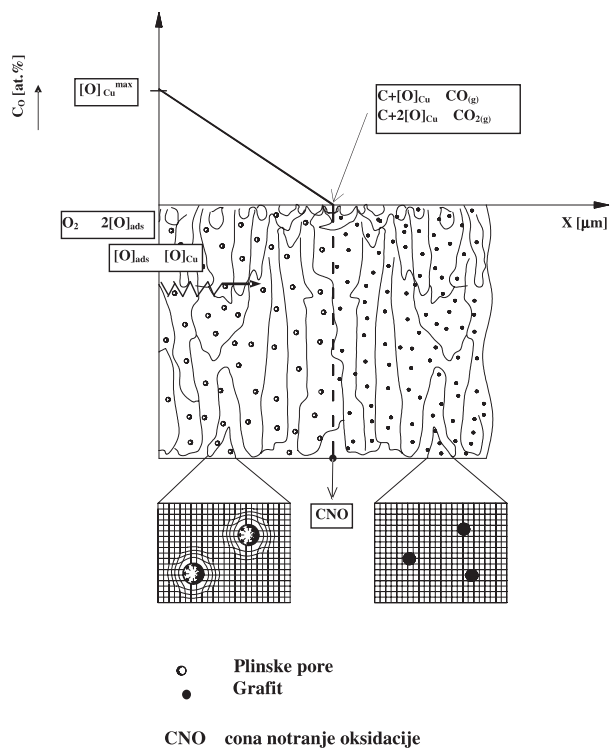 C_O [at.%]
[O]_Cu^max
C+[O]_Cu CO_(g)
C+2[O]_Cu CO_2(g)
X [μm]
O_2 2[O]_ads
[O]_ads [O]_Cu
CNO
Plinske pore
Grafit
CNO cona notranje oksidacije